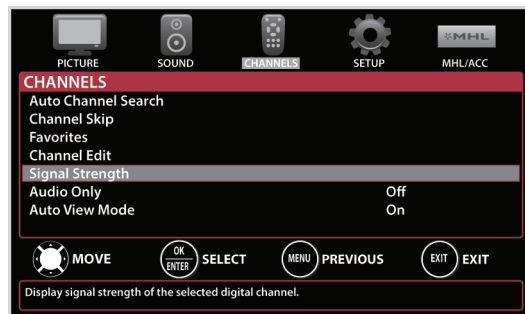 MHL
PICTURE SOUND CHANNELS SETUP MHL/ACC
CHANNELS
Auto Channel Search
Channel Skip
Favorites
Channel Edit
Signal Strength
Audio Only Off
Auto View Mode On
MOVE OK ENTER SELECT MENU PREVIOUS EXIT EXIT
Display signal strength of the selected digital channel.